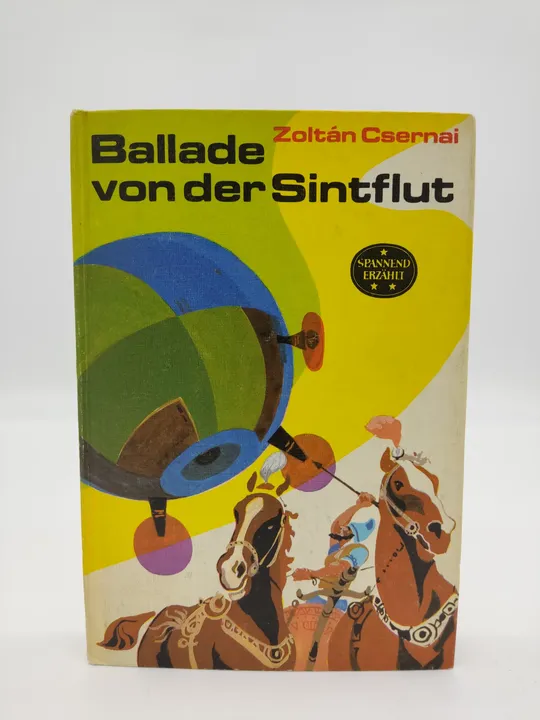 Zoltán Csernai
Ballade
von der Sintflut
SPANNEND
ERZÄHLT